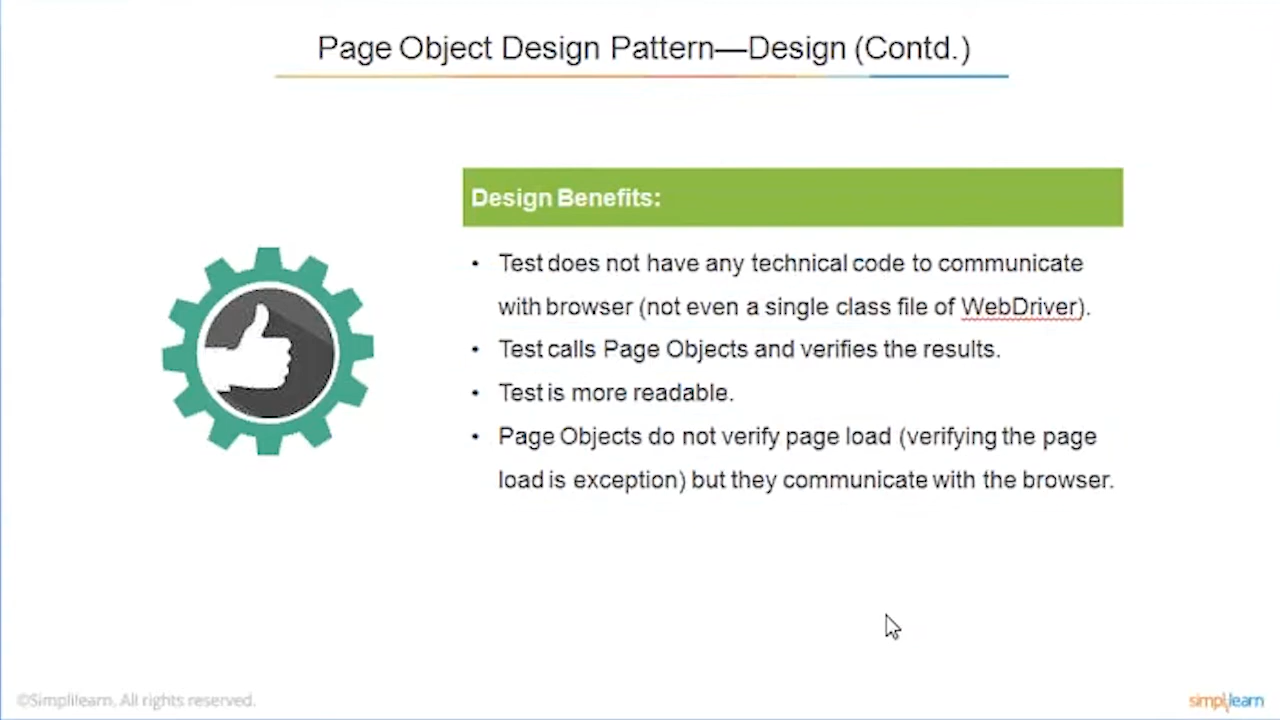 Page Object Design Pattern—Design (Contd.)
Design Benefits:
• Test does not have any technical code to communicate
with browser (not even a single class file of WebDriver).
• Test calls Page Objects and verifies the results.
• Test is more readable.
• Page Objects do not verify page load (verifying the page
load is exception) but they communicate with the browser.
©Simplilearn. All rights reserved.
simplilearn